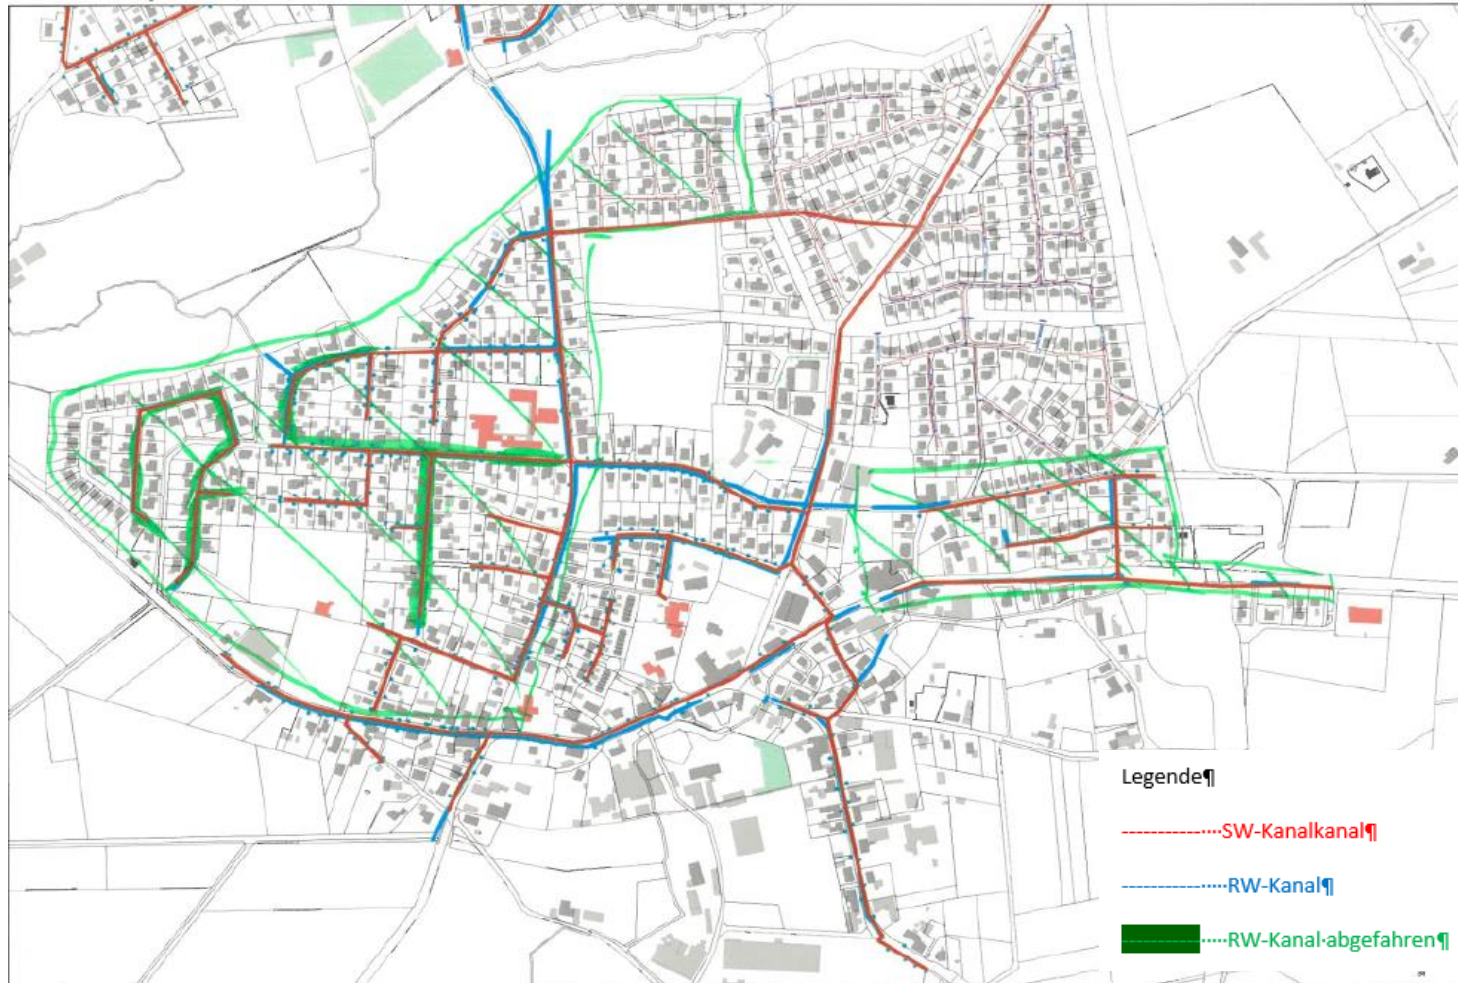 Legende¶
------------····SW-Kanalkanal¶
------------·····RW-Kanal¶
------------·····RW-Kanal·abgefahren¶